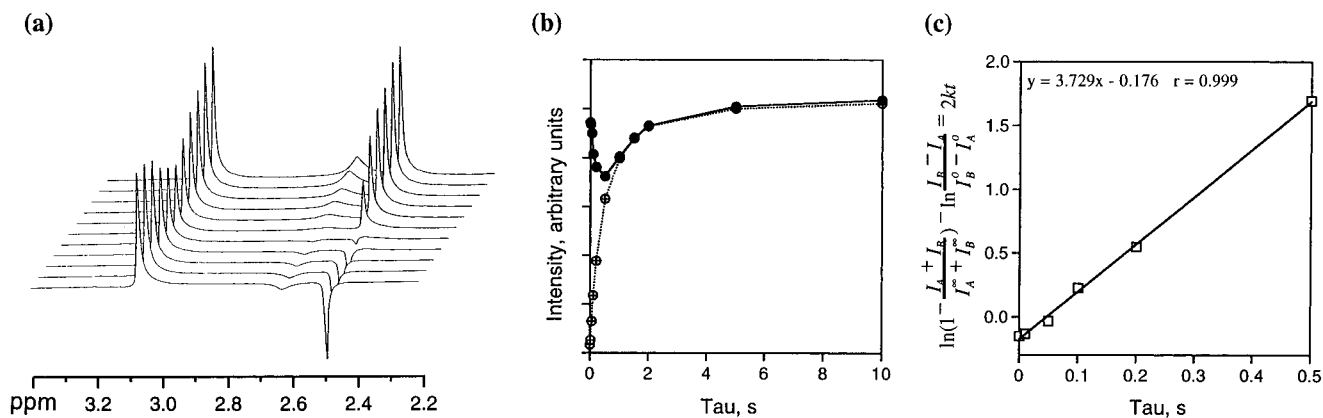 (a)
ppm
3.2
3.0
2.8
2.6
2.4
2.2
(b)
Intensity, arbitrary units
0
2
4
6
8
10
Tau, s
(c)
ln(1 − (I_A + I_B)/(I_A^∞ + I_B^∞)) − ln (I_B − I_A)/(I_B^o − I_A^o) = 2kt
2.0
1.5
1.0
0.5
0.0
y = 3.729x - 0.176 r = 0.999
0
0.1
0.2
0.3
0.4
0.5
Tau, s